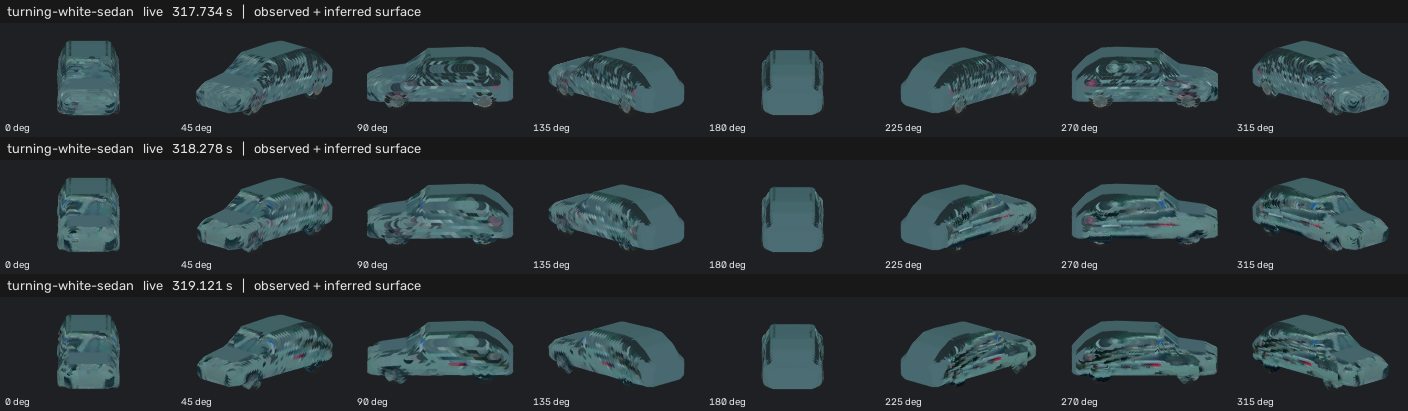 turning-white-sedan live 317.734 s | observed + inferred surface
0 deg 45 deg 90 deg 135 deg 180 deg 225 deg 270 deg 315 deg
turning-white-sedan live 318.278 s | observed + inferred surface
0 deg 45 deg 90 deg 135 deg 180 deg 225 deg 270 deg 315 deg
turning-white-sedan live 319.121 s | observed + inferred surface
0 deg 45 deg 90 deg 135 deg 180 deg 225 deg 270 deg 315 deg